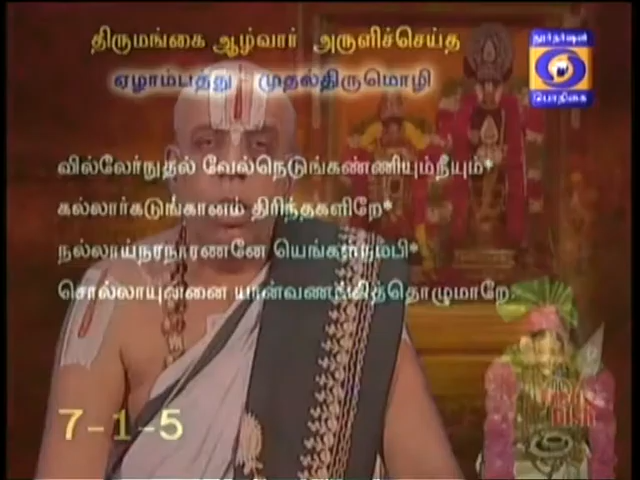 திருமங்கை ஆழ்வார் அருளிச்செய்த
ஏழாம்பத்து முதல்திருமொழி
தூர்தர்ஷன்
பொதிகை
வில்லேர்நுதல் வேல்நெடுங்கண்ணியும்நீயும்*
கல்லார்கடுங்கானம் திரிந்தகளிறே*
நல்லாய்நரநாரணனே யெங்கள்நம்பி*
சொல்லாயுன்னை யான்வணங்கித்தொழுமாறே.
7-1-5